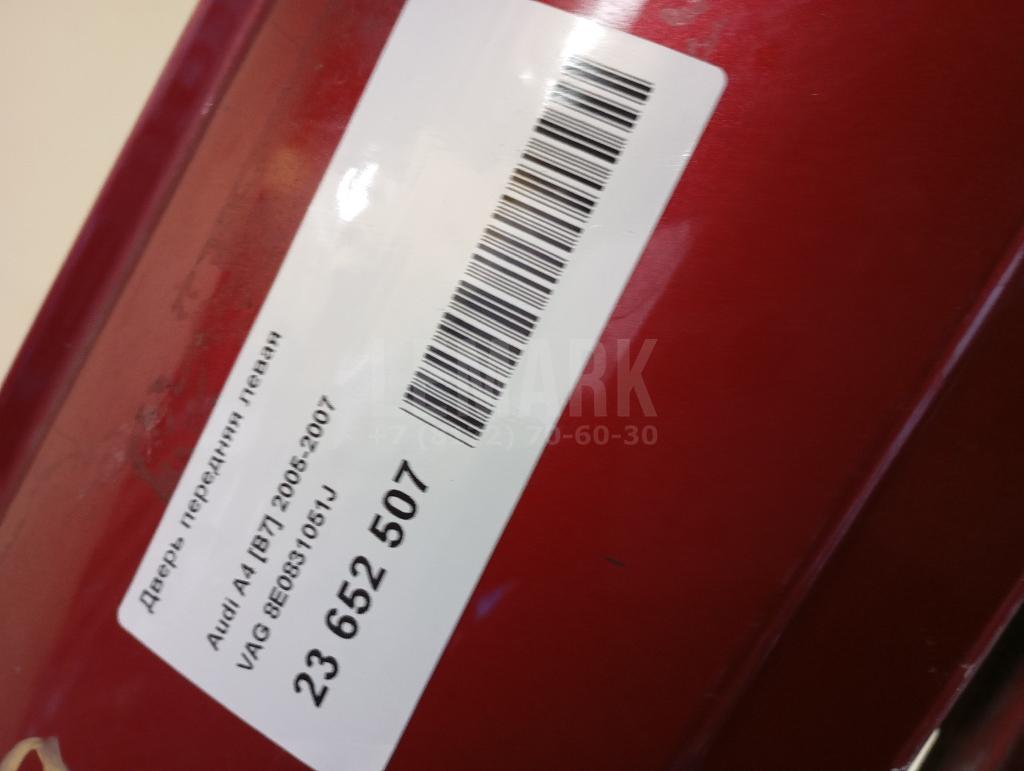 Дверь передняя левая
Audi A4 [B7] 2005-2007
VAG 8E0831051J
23 652 507